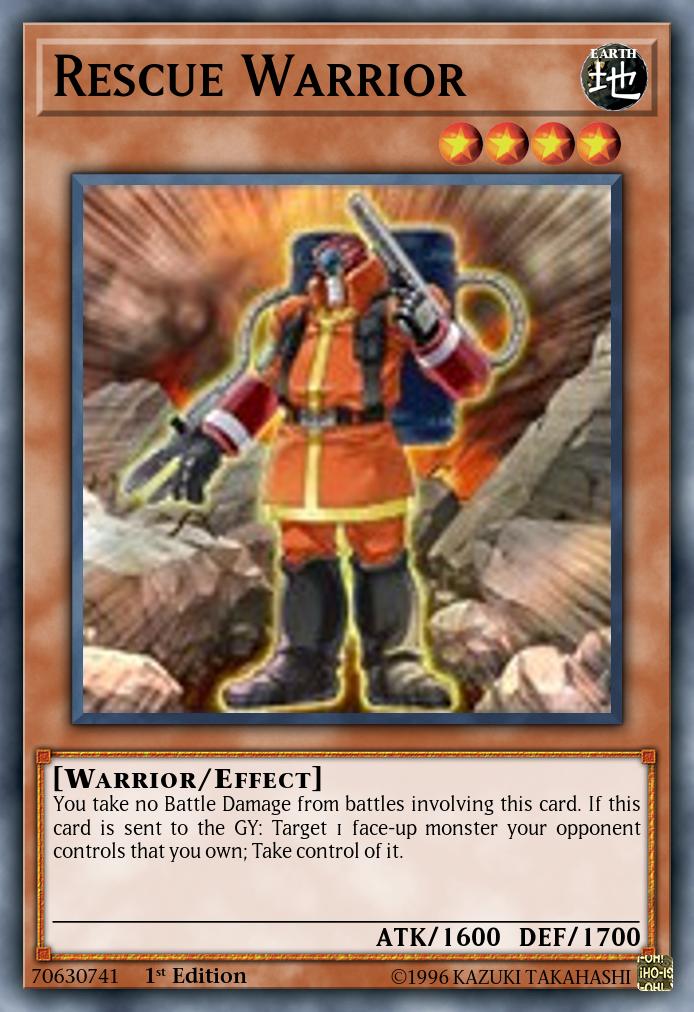 Rescue Warrior
EARTH
地
[Warrior/Effect]
You take no Battle Damage from battles involving this card. If this
card is sent to the GY: Target 1 face-up monster your opponent
controls that you own; Take control of it.
ATK/1600 DEF/1700
70630741 1st Edition ©1996 KAZUKI TAKAHASHI